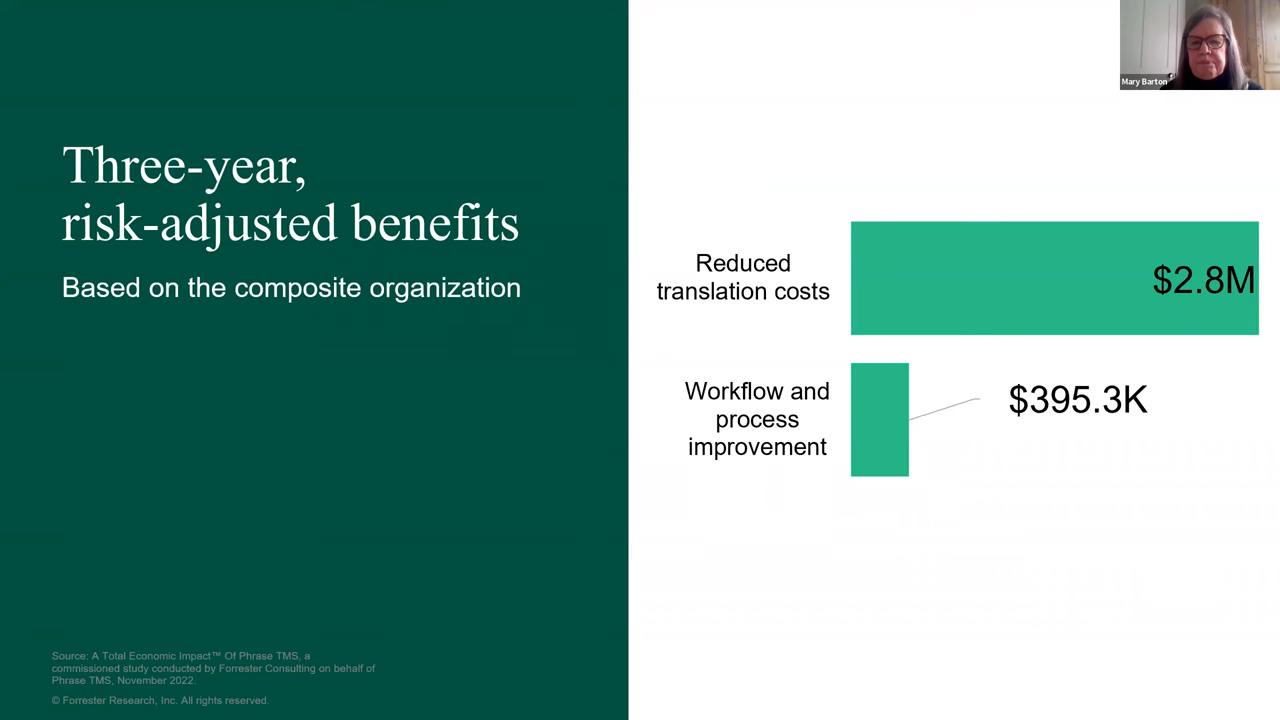 Three-year,
risk-adjusted benefits
Based on the composite organization
Source: A Total Economic Impact™ Of Phrase TMS, a
commissioned study conducted by Forrester Consulting on behalf of
Phrase TMS, November 2022.
© Forrester Research, Inc. All rights reserved.
Mary Barton
Reduced
translation costs
$2.8M
Workflow and
process
improvement
$395.3K